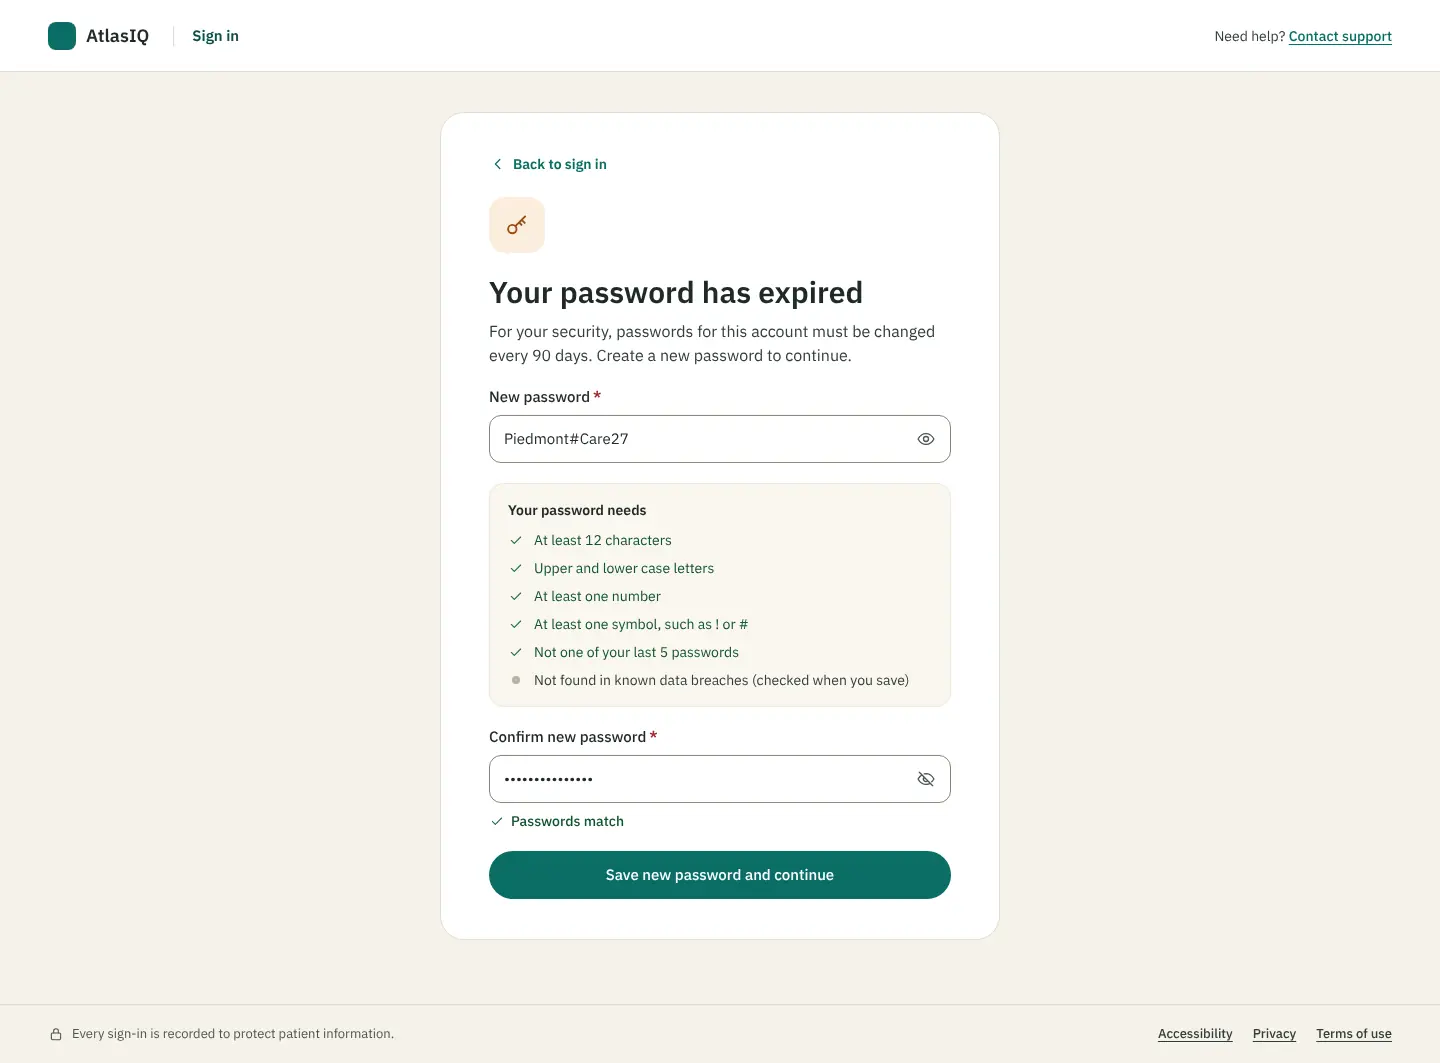 AtlasIQ
Sign in
Need help? Contact support
Back to sign in
Your password has expired
For your security, passwords for this account must be changed
every 90 days. Create a new password to continue.
New password *
Piedmont#Care27
Your password needs
At least 12 characters
Upper and lower case letters
At least one number
At least one symbol, such as ! or #
Not one of your last 5 passwords
Not found in known data breaches (checked when you save)
Confirm new password *
•••••••••••••••
Passwords match
Save new password and continue
Every sign-in is recorded to protect patient information.
Accessibility
Privacy
Terms of use